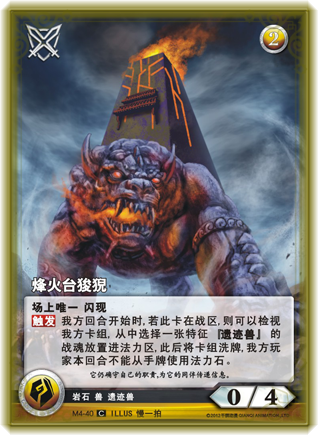 2
烽火台狻猊
场上唯一 闪现
触发 我方回合开始时,若此卡在战区,则可以检视
我方卡组,从中选择一张特征『遗迹兽』的
战魂放置进法力区,此后将卡组洗牌,我方玩
家本回合不能从手牌使用法力石。
它仍确守自己的职责,为它的同伴传递信息。
岩石 兽 遗迹兽
M4-40 C ILLUS 慢一拍
0/4